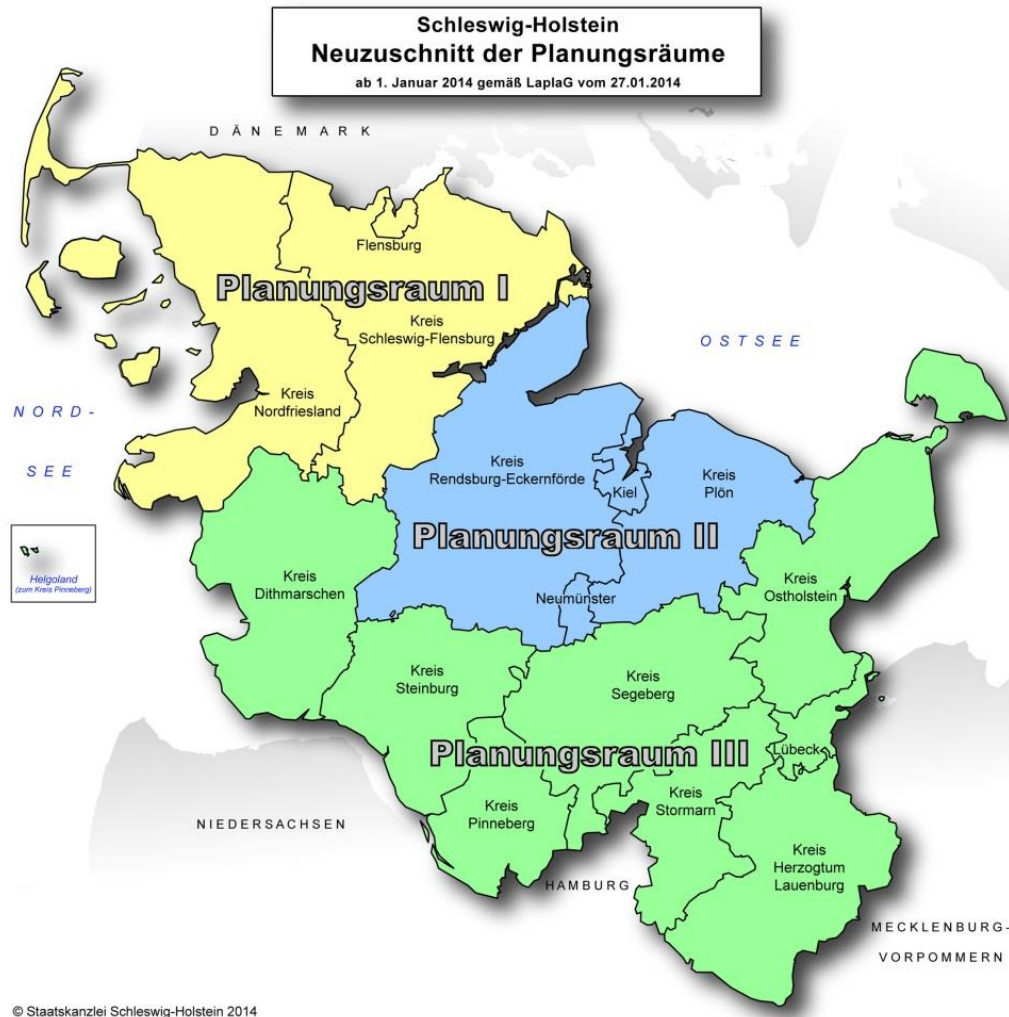 Schleswig-Holstein
Neuzuschnitt der Planungsräume
ab 1. Januar 2014 gemäß LaplaG vom 27.01.2014
DÄNEMARK
Flensburg
Planungsraum I
Kreis
Schleswig-Flensburg
OSTSEE
Kreis
Nordfriesland
NORD-
SEE
Kreis
Rendsburg-Eckernförde
Kiel
Kreis
Plön
Planungsraum II
Helgoland
(zum Kreis Pinneberg)
Kreis
Dithmarschen
Neumünster
Kreis
Ostholstein
Kreis
Steinburg
Kreis
Segeberg
Planungsraum III
Lübeck
Kreis
Pinneberg
Kreis
Stormarn
NIEDERSACHSEN
HAMBURG
Kreis
Herzogtum
Lauenburg
MECKLENBURG-
VORPOMMERN
© Staatskanzlei Schleswig-Holstein 2014